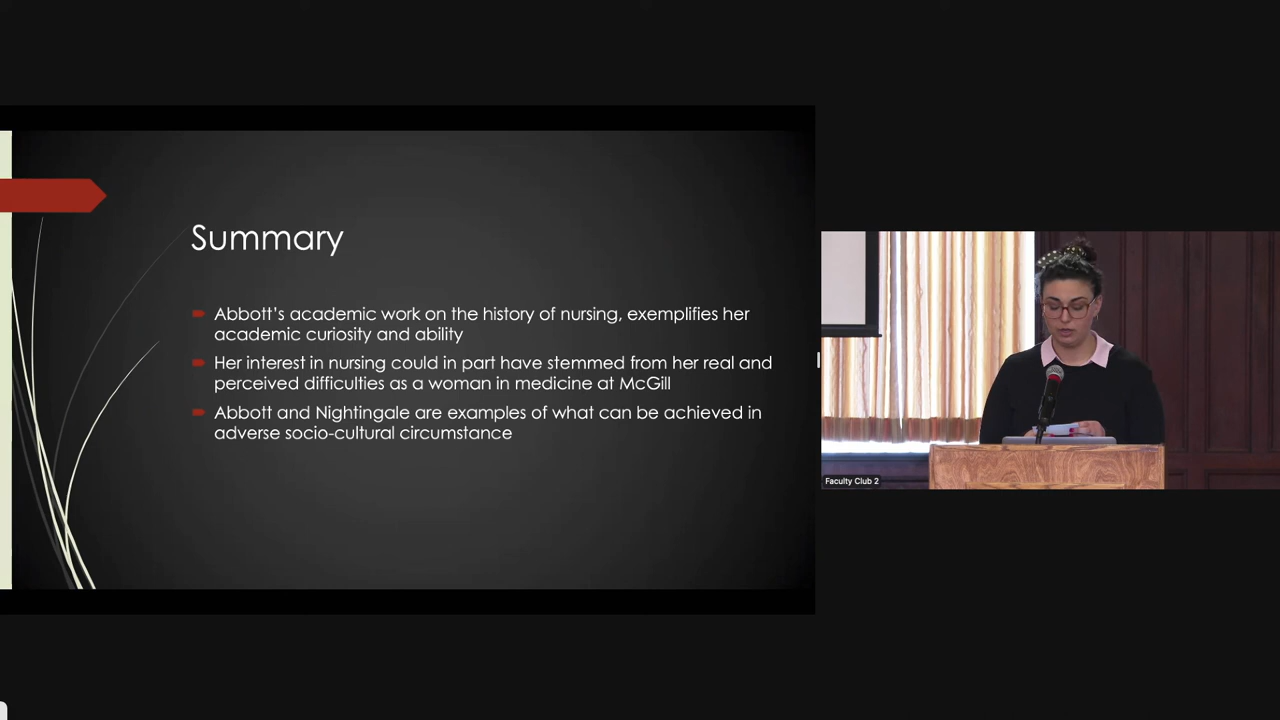 Summary
Abbott's academic work on the history of nursing, exemplifies her
academic curiosity and ability
Her interest in nursing could in part have stemmed from her real and
perceived difficulties as a woman in medicine at McGill
Abbott and Nightingale are examples of what can be achieved in
adverse socio-cultural circumstance
Faculty Club 2